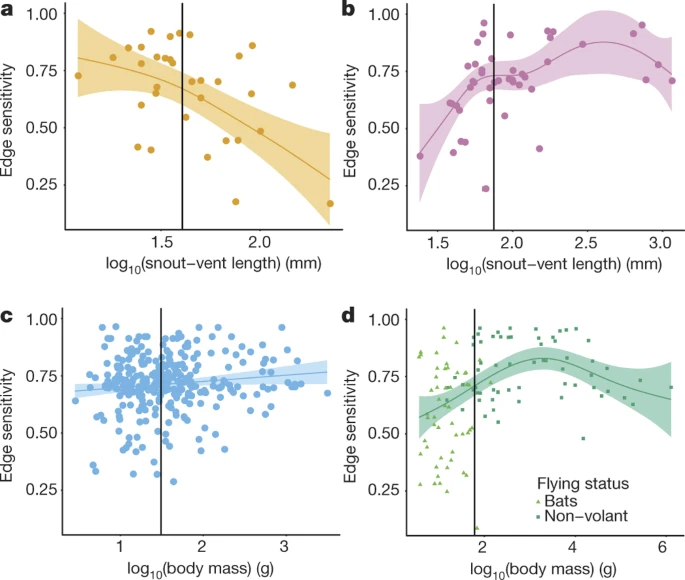 a
1.00
0.75
0.50
0.25
Edge sensitivity
1.5 2.0
log10(snout–vent length) (mm)
b
1.00
0.75
0.50
0.25
Edge sensitivity
1.5 2.0 2.5 3.0
log10(snout–vent length) (mm)
c
1.00
0.75
0.50
0.25
Edge sensitivity
1 2 3
log10(body mass) (g)
d
1.00
0.75
0.50
0.25
Edge sensitivity
Flying status
Bats
Non–volant
2 4 6
log10(body mass) (g)